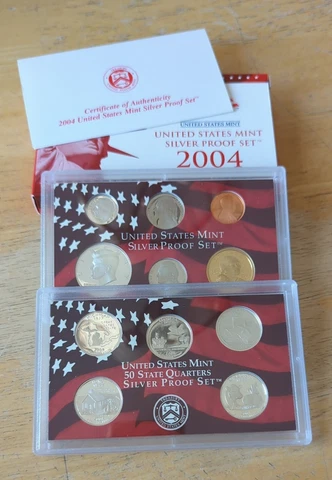 Certificate of Authenticity
2004 United States Mint Silver Proof Set™
UNITED STATES MINT
UNITED STATES MINT
SILVER PROOF SET™
2004
UNITED STATES MINT
SILVER PROOF SET™
UNITED STATES MINT
50 STATE QUARTERS
SILVER PROOF SET™